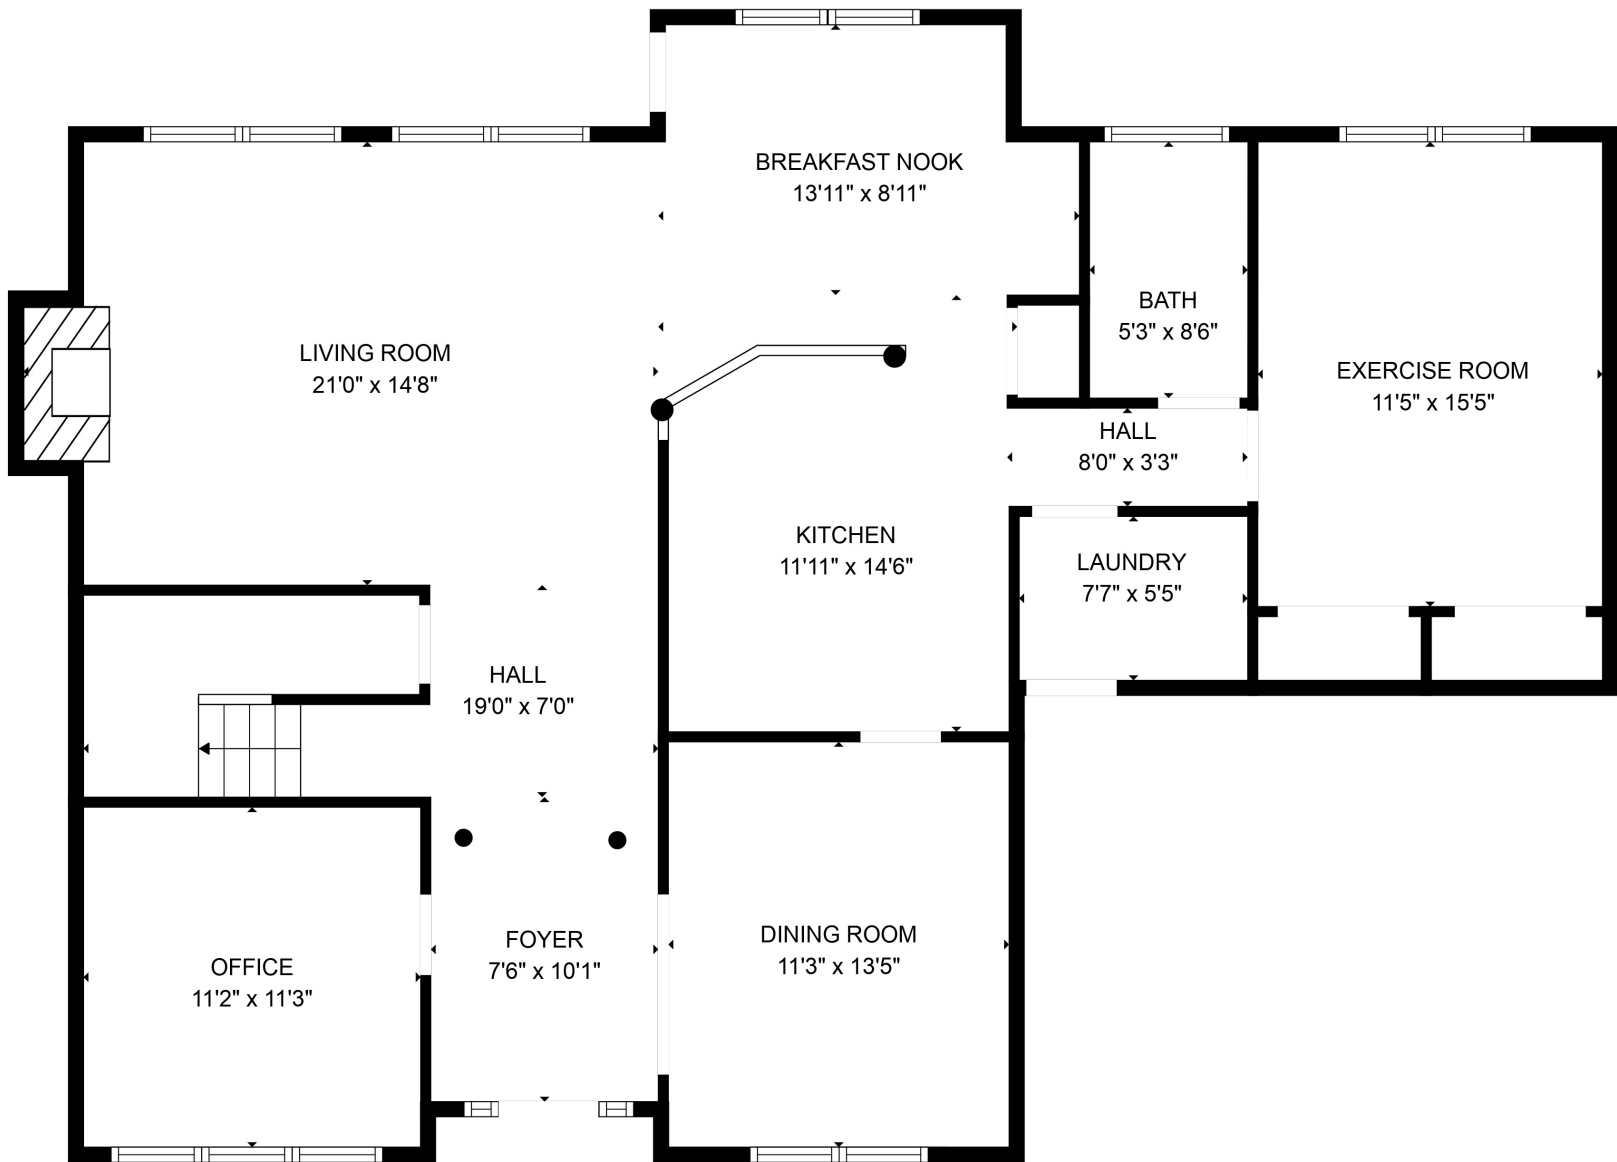 BREAKFAST NOOK
13'11" x 8'11"
BATH
5'3" x 8'6"
LIVING ROOM
21'0" x 14'8"
EXERCISE ROOM
11'5" x 15'5"
HALL
8'0" x 3'3"
KITCHEN
11'11" x 14'6"
LAUNDRY
7'7" x 5'5"
HALL
19'0" x 7'0"
FOYER
7'6" x 10'1"
DINING ROOM
11'3" x 13'5"
OFFICE
11'2" x 11'3"